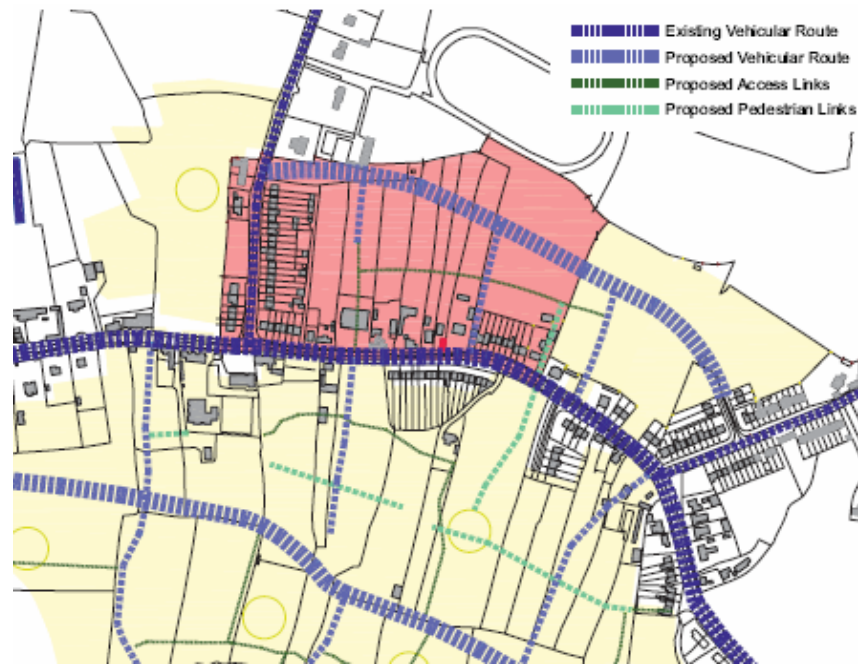 Existing Vehicular Route
Proposed Vehicular Route
Proposed Access Links
Proposed Pedestrian Links